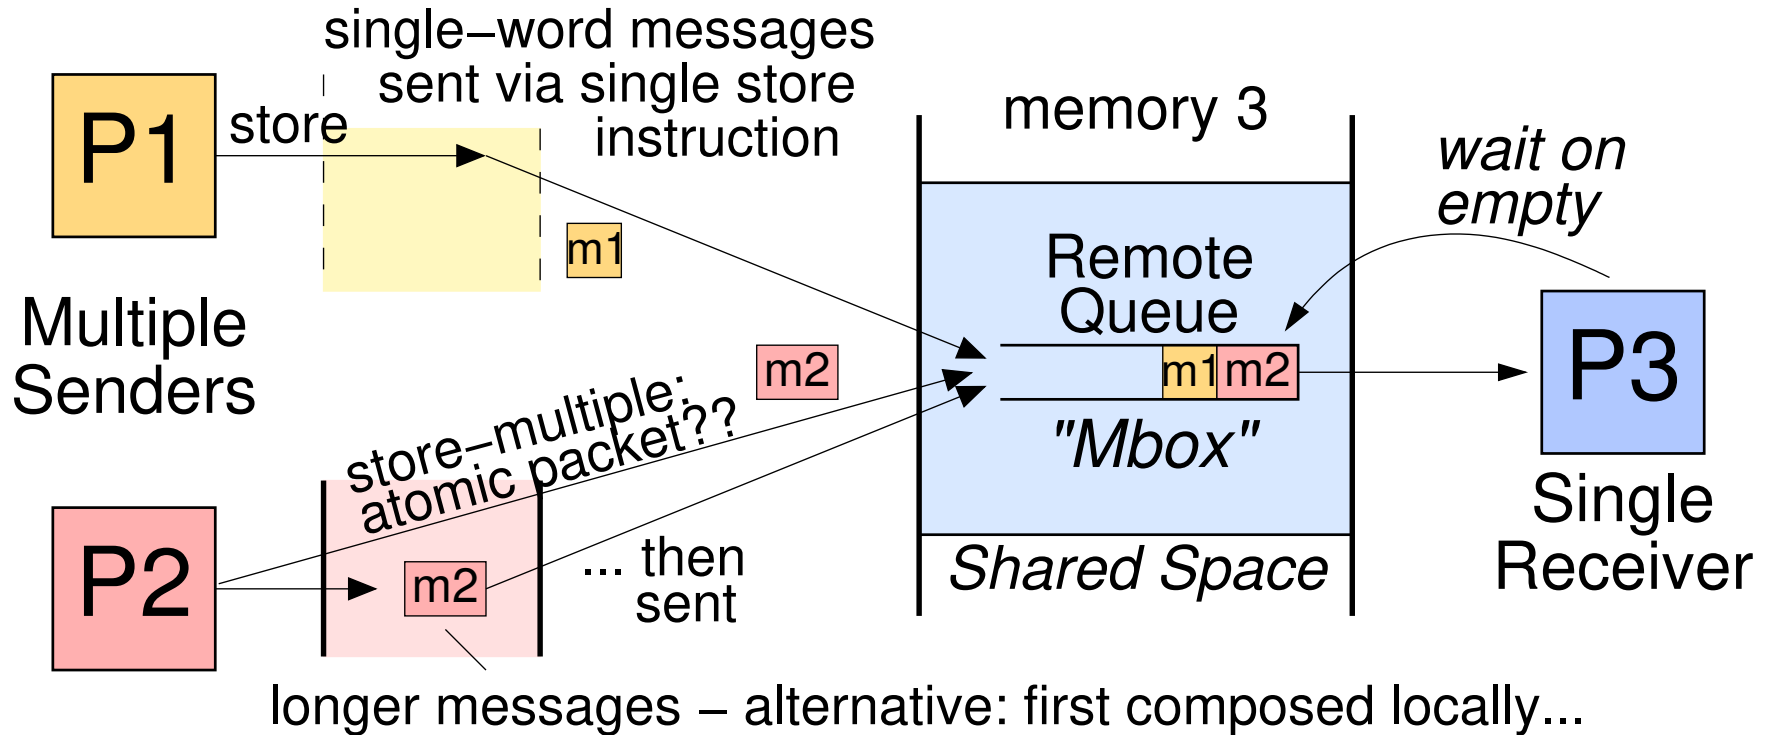 single–word messages
sent via single store
instruction
P1
store
m1
Multiple
Senders
memory 3
wait on
empty
Remote
Queue
m1
m2
"Mbox"
P3
m2
store–multiple:
atomic packet??
P2
m2
... then
sent
Shared Space
Single
Receiver
longer messages – alternative: first composed locally...